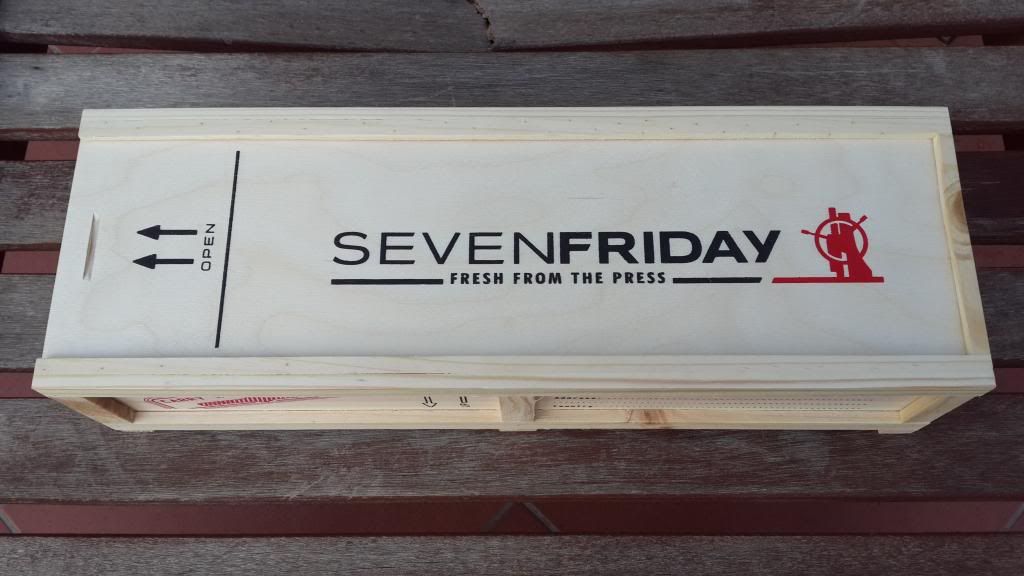 OPEN
SEVENFRIDAY
FRESH FROM THE PRESS